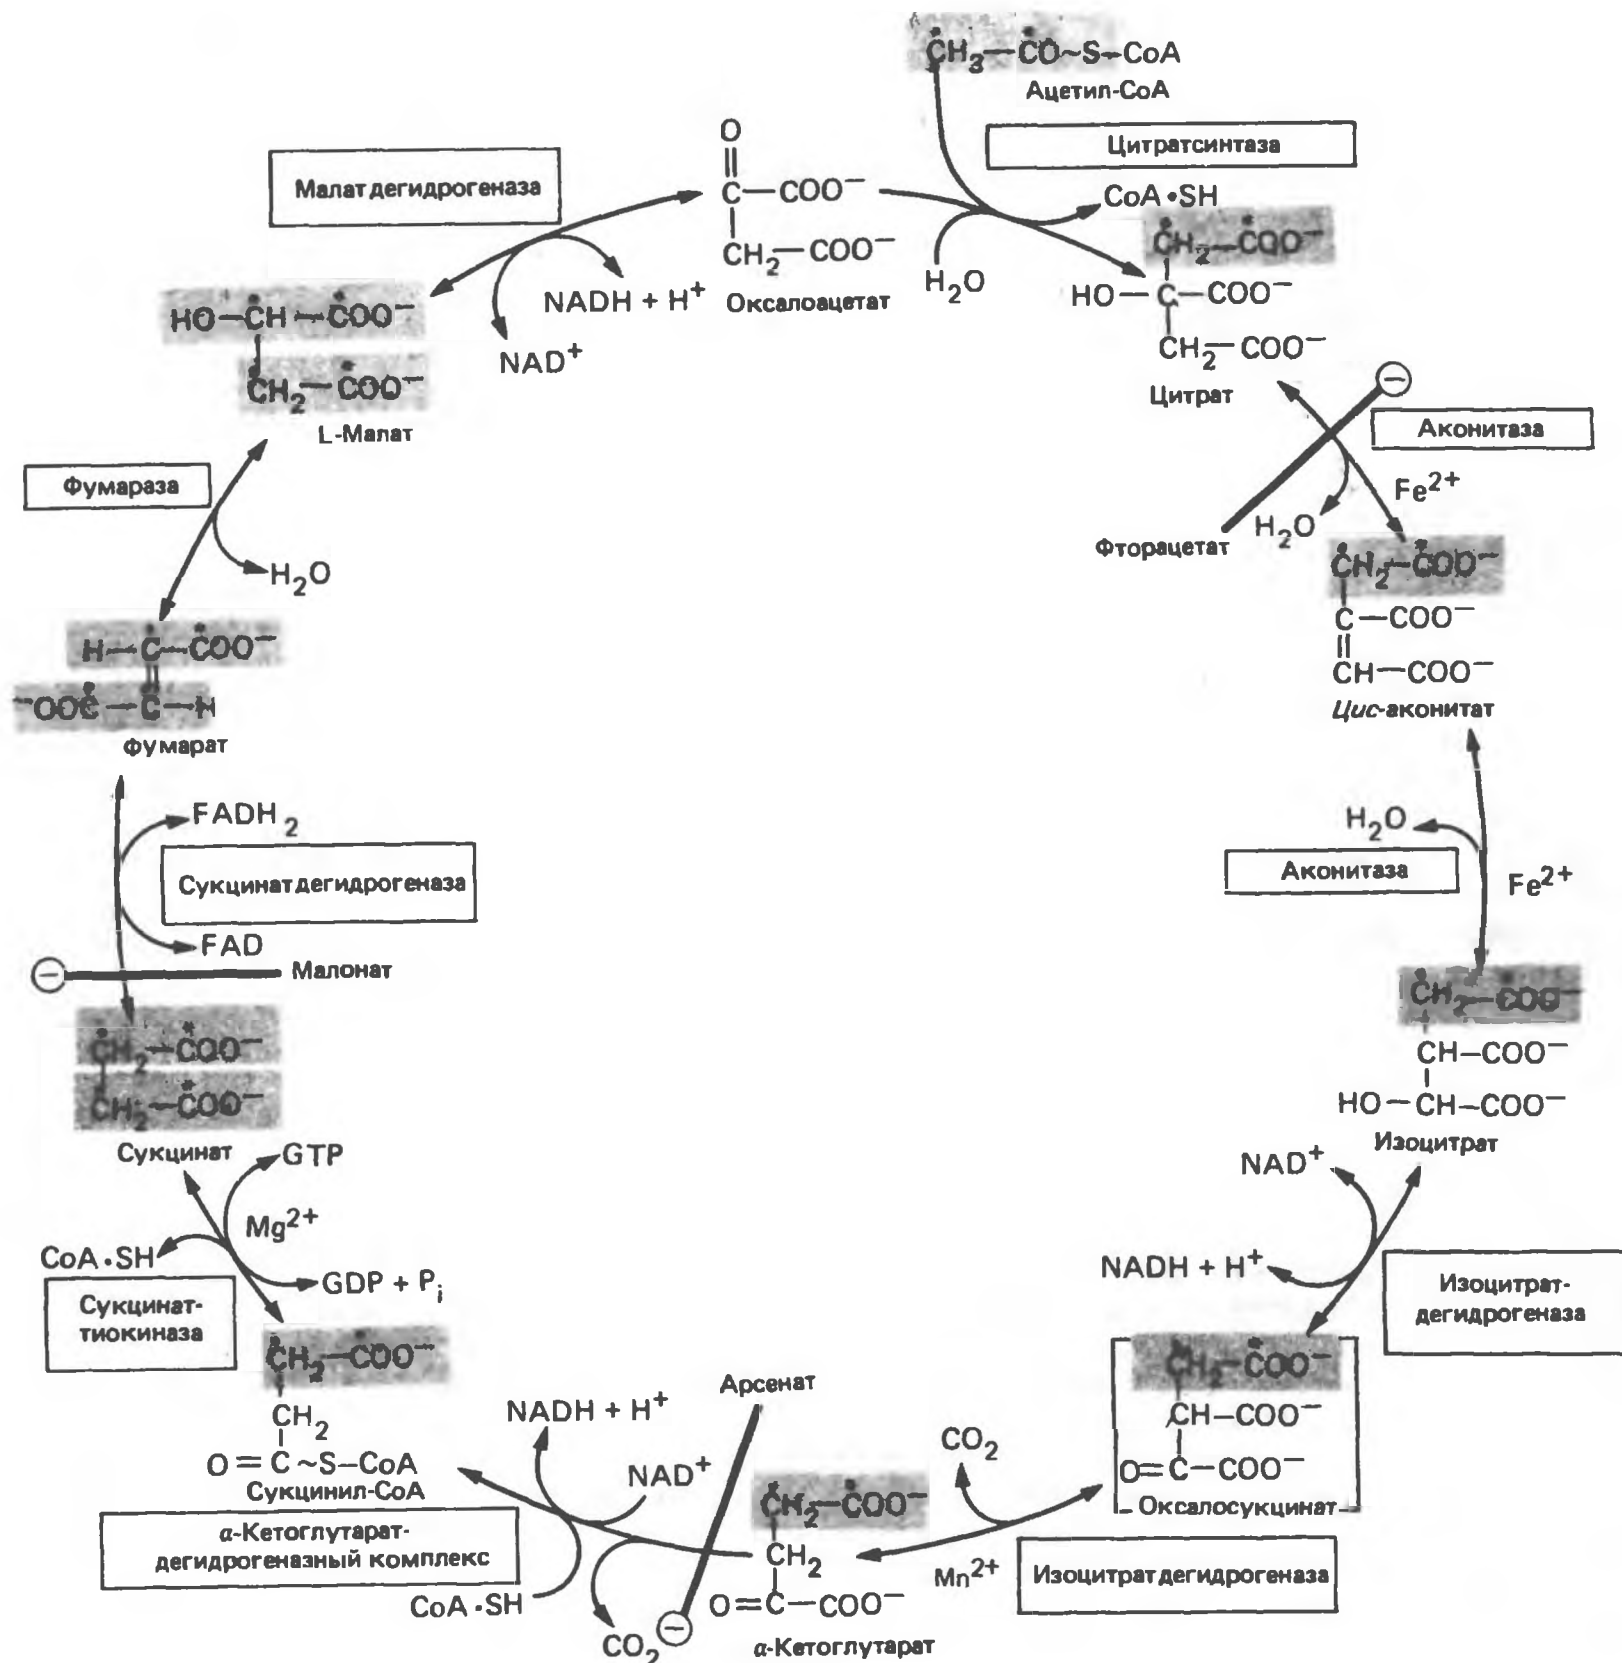 CH₃—CO~S—CoA
Ацетил-CoA
Цитратсинтаза
CoA•SH
H₂O
O
C—COO⁻
CH₂—COO⁻
Оксалоацетат
Малатдегидрогеназа
NADH + H⁺
NAD⁺
CH₂—COO⁻
HO—C—COO⁻
CH₂—COO⁻
Цитрат
Аконитаза
Fe²⁺
H₂O
Фторацетат
CH₂—COO⁻
C—COO⁻
CH—COO⁻
Цис-аконитат
H₂O
Аконитаза
Fe²⁺
CH₂—COO⁻
CH—COO⁻
HO—CH—COO⁻
Изоцитрат
NAD⁺
NADH + H⁺
Изоцитрат-
дегидрогеназа
CH₂—COO⁻
CH—COO⁻
O=C—COO⁻
Оксалосукцинат
CO₂
Mn²⁺
Изоцитратдегидрогеназа
CH₂—COO⁻
CH₂
O=C—COO⁻
α-Кетоглутарат
Арсенат
NADH + H⁺
NAD⁺
CoA•SH
CO₂
α-Кетоглутарат-
дегидрогеназный комплекс
CH₂—COO⁻
CH₂
O=C~S—CoA
Сукцинил-CoA
Сукцинат-
тиокиназа
CoA•SH
Mg²⁺
GTP
GDP + Pᵢ
CH₂—COO⁻
CH₂—COO⁻
Сукцинат
Малонат
FAD
Сукцинатдегидрогеназа
FADH₂
H—C—COO⁻
⁻OOC—C—H
Фумарат
H₂O
Фумараза
HO—CH—COO⁻
CH₂—COO⁻
L-Малат